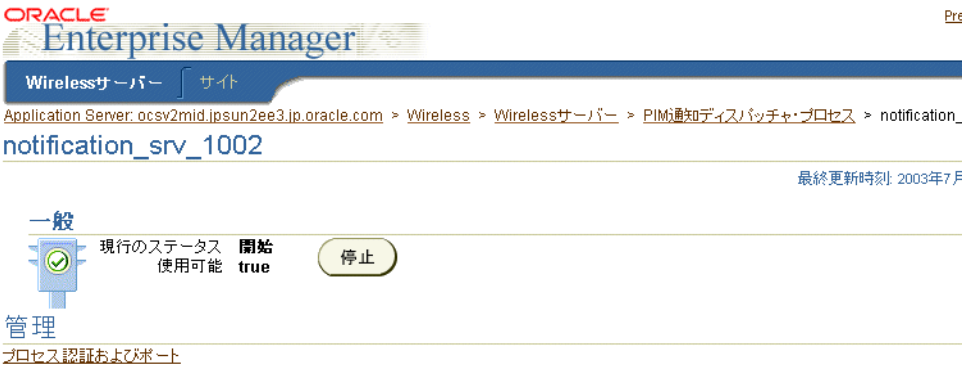 ORACLE
Enterprise Manager
Pre
Wirelessサーバー サイト
Application Server: ocsv2mid.jpsun2ee3.jp.oracle.com > Wireless > Wirelessサーバー > PIM通知ディスパッチャ・プロセス > notification_
notification_srv_1002
最終更新時刻: 2003年7月
一般
現行のステータス 開始
使用可能 true
停止
管理
プロセス認証およびポート